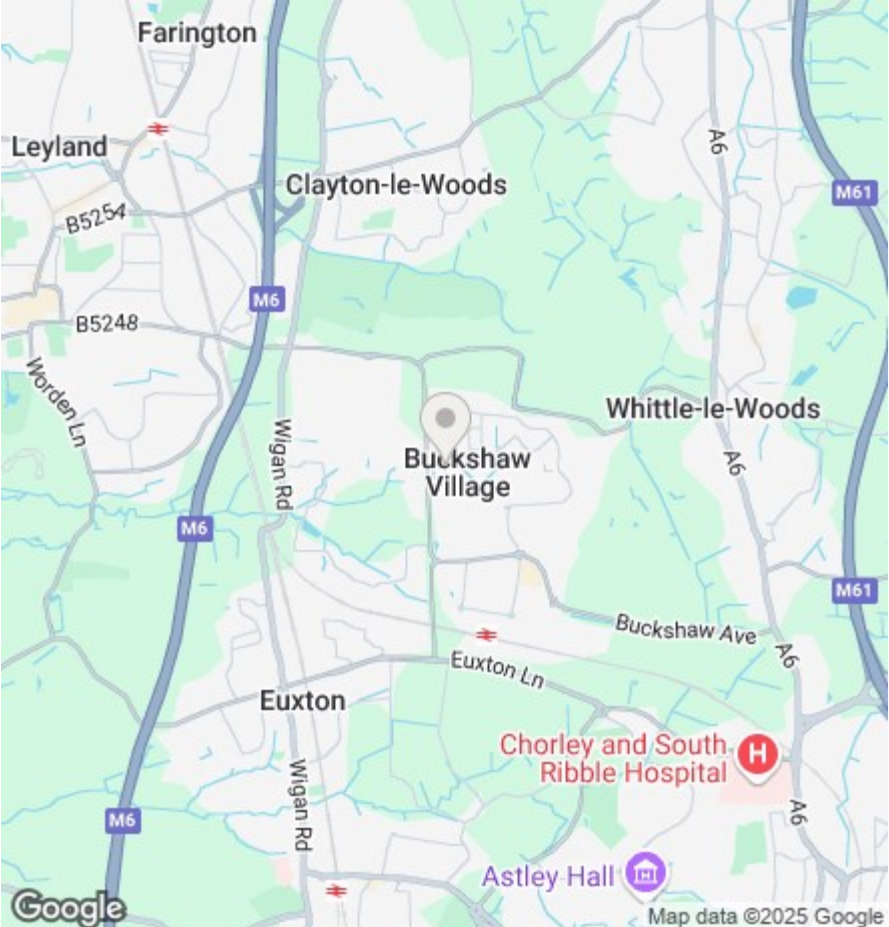 Farington
Leyland
A6
Clayton-le-Woods
M61
B5254
M6
B5248
Worden Ln
Whittle-le-Woods
Wigan Rd
Buckshaw
Village
A6
M6
M61
Buckshaw Ave
A6
Euxton Ln
Euxton
Chorley and South
Ribble Hospital
H
Wigan Rd
A6
M6
Astley Hall
Google
Map data ©2025 Google